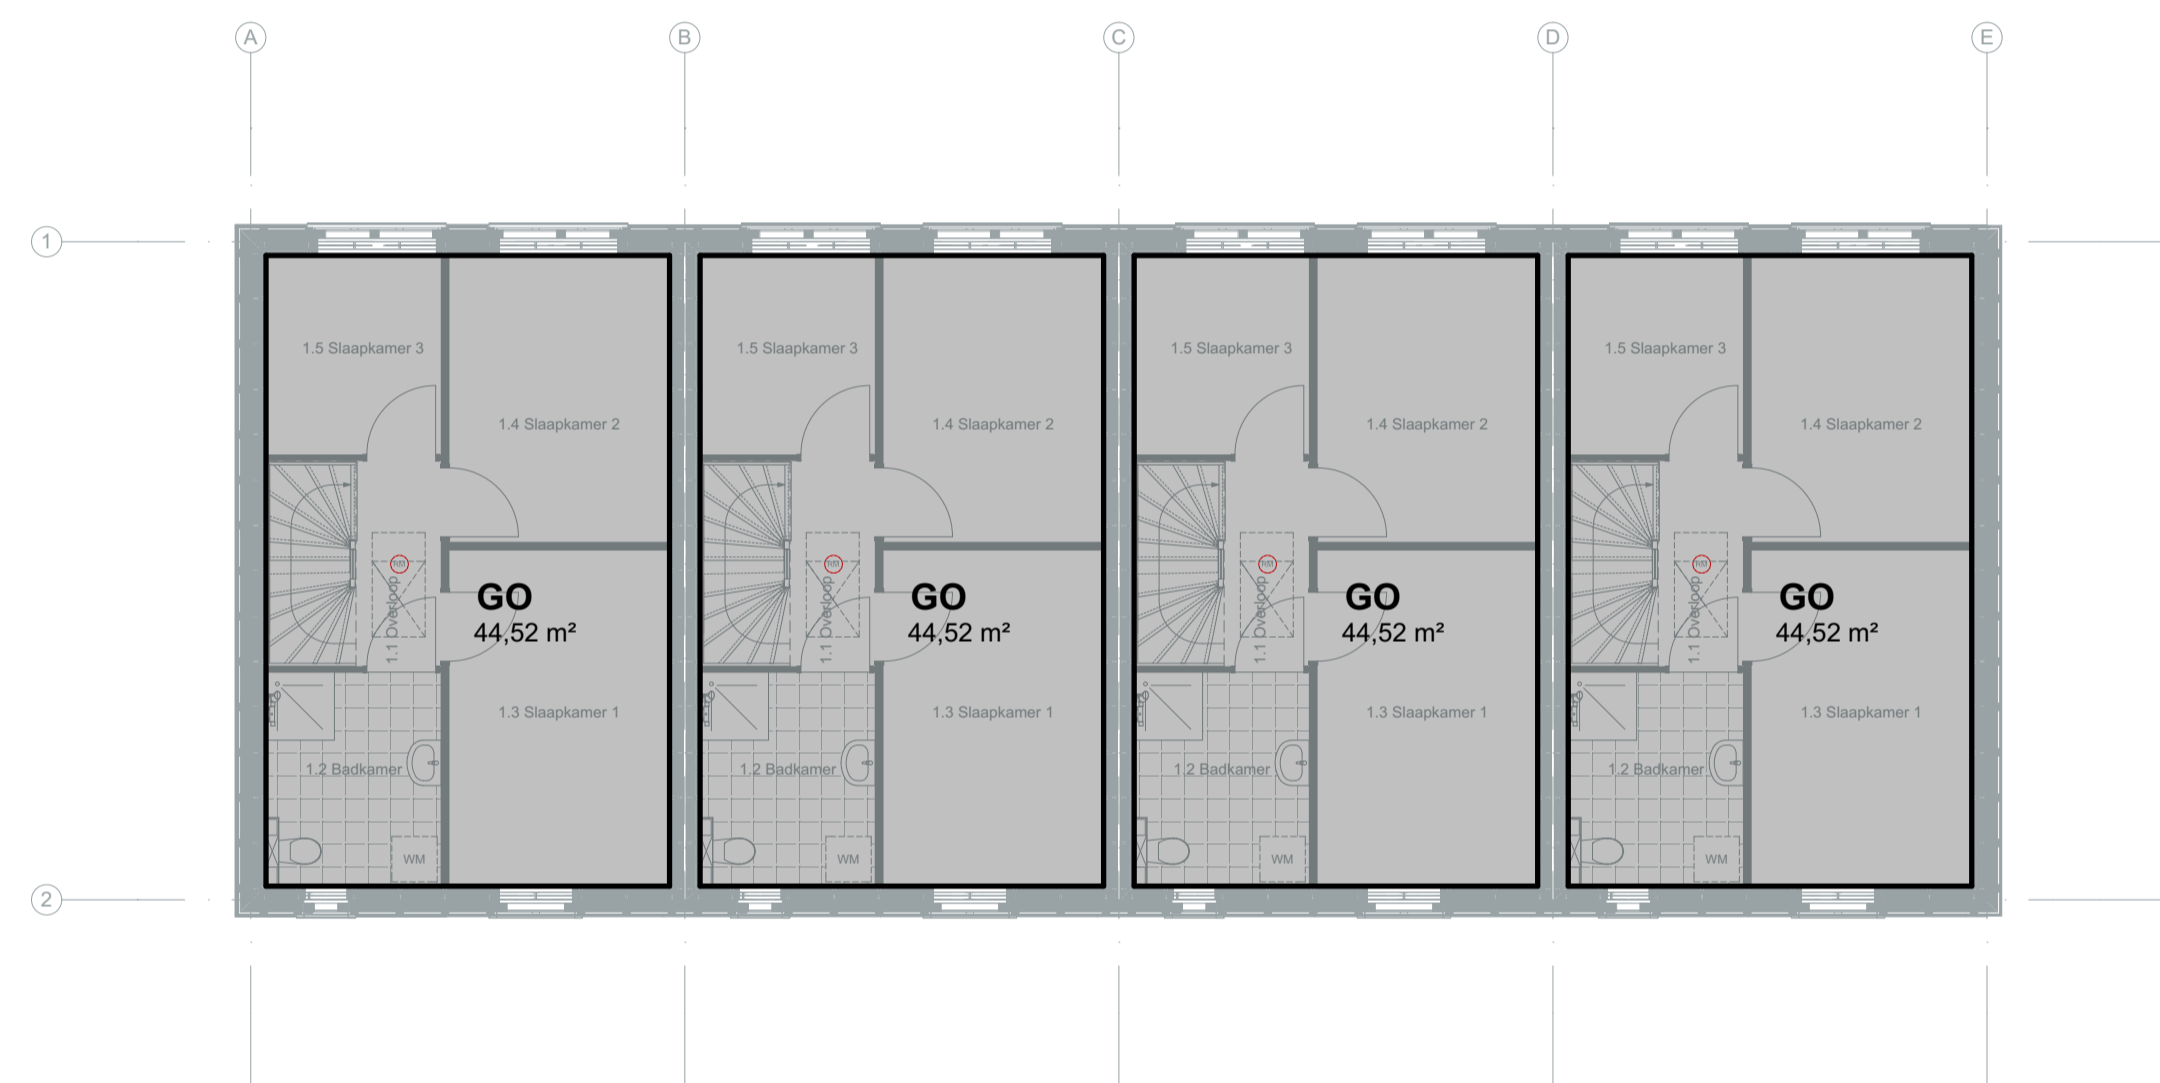 A B C D E
1
1.5 Slaapkamer 3 1.5 Slaapkamer 3 1.5 Slaapkamer 3 1.5 Slaapkamer 3
1.4 Slaapkamer 2 1.4 Slaapkamer 2 1.4 Slaapkamer 2 1.4 Slaapkamer 2
RM RM RM RM
1.1 Overloop 1.1 Overloop 1.1 Overloop 1.1 Overloop
GO GO GO GO
44,52 m² 44,52 m² 44,52 m² 44,52 m²
1.3 Slaapkamer 1 1.3 Slaapkamer 1 1.3 Slaapkamer 1 1.3 Slaapkamer 1
1.2 Badkamer 1.2 Badkamer 1.2 Badkamer 1.2 Badkamer
WM WM WM WM
2